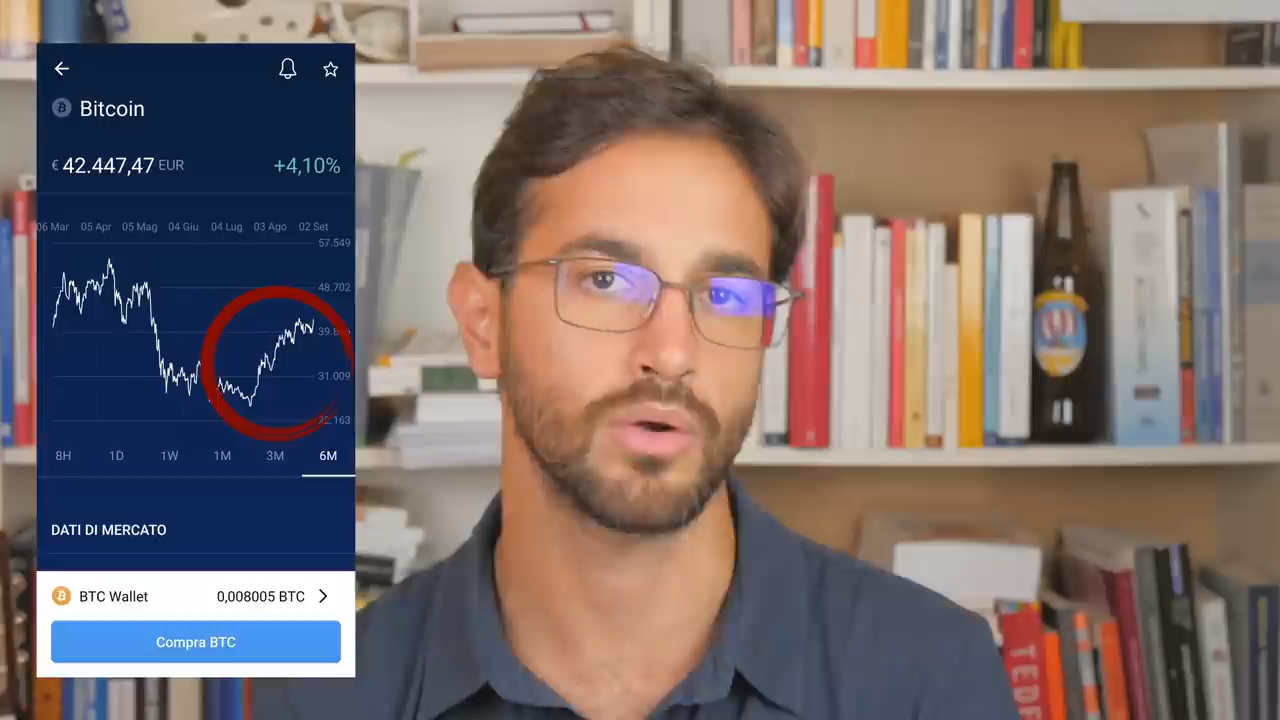 Bitcoin
€ 42.447,47 EUR
+4,10%
06 Mar 05 Apr 05 Mag 04 Giu 04 Lug 03 Ago 02 Set
57.549
48.702
31.009
8H 1D 1W 1M 3M 6M
DATI DI MERCATO
BTC Wallet 0,008005 BTC
Compra BTC